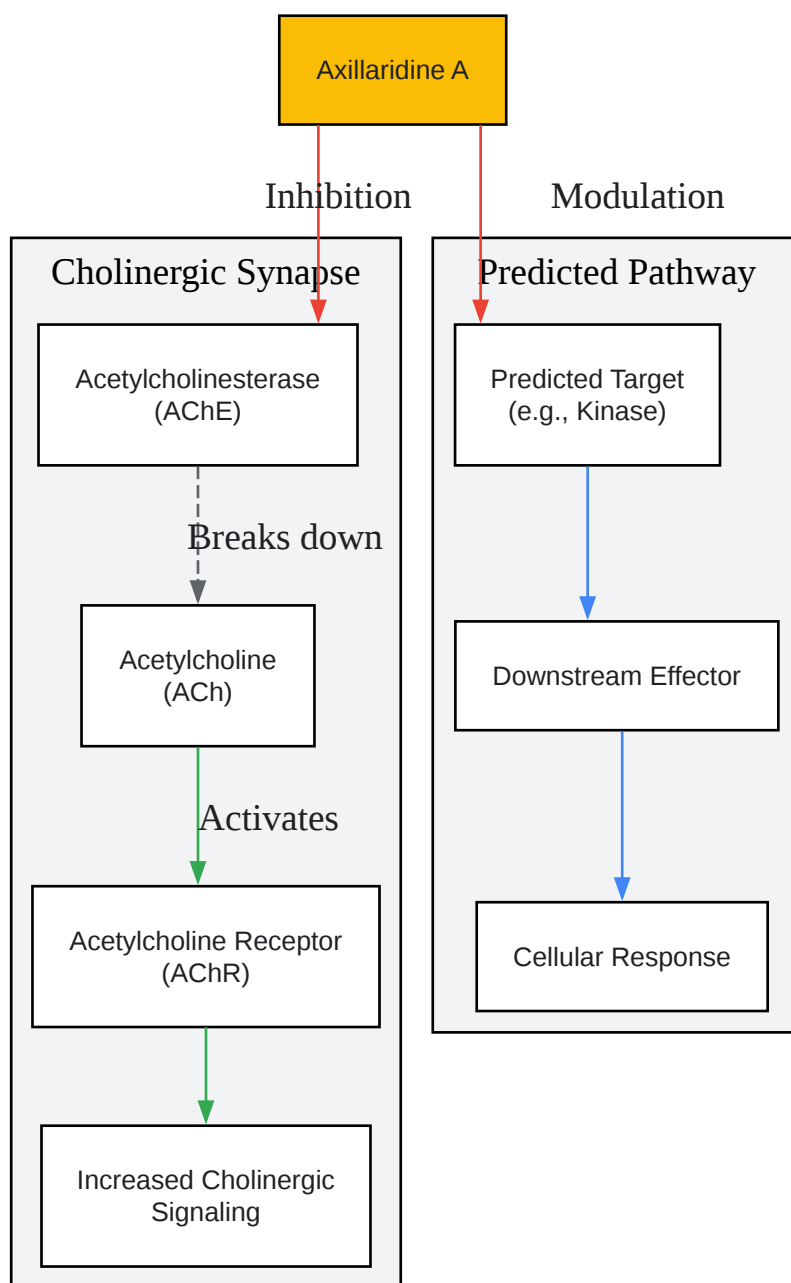 Axillaridine A
Inhibition
Modulation
Cholinergic Synapse
Acetylcholinesterase
(AChE)
Breaks down
Acetylcholine
(ACh)
Activates
Acetylcholine Receptor
(AChR)
Increased Cholinergic
Signaling
Predicted Pathway
Predicted Target
(e.g., Kinase)
Downstream Effector
Cellular Response